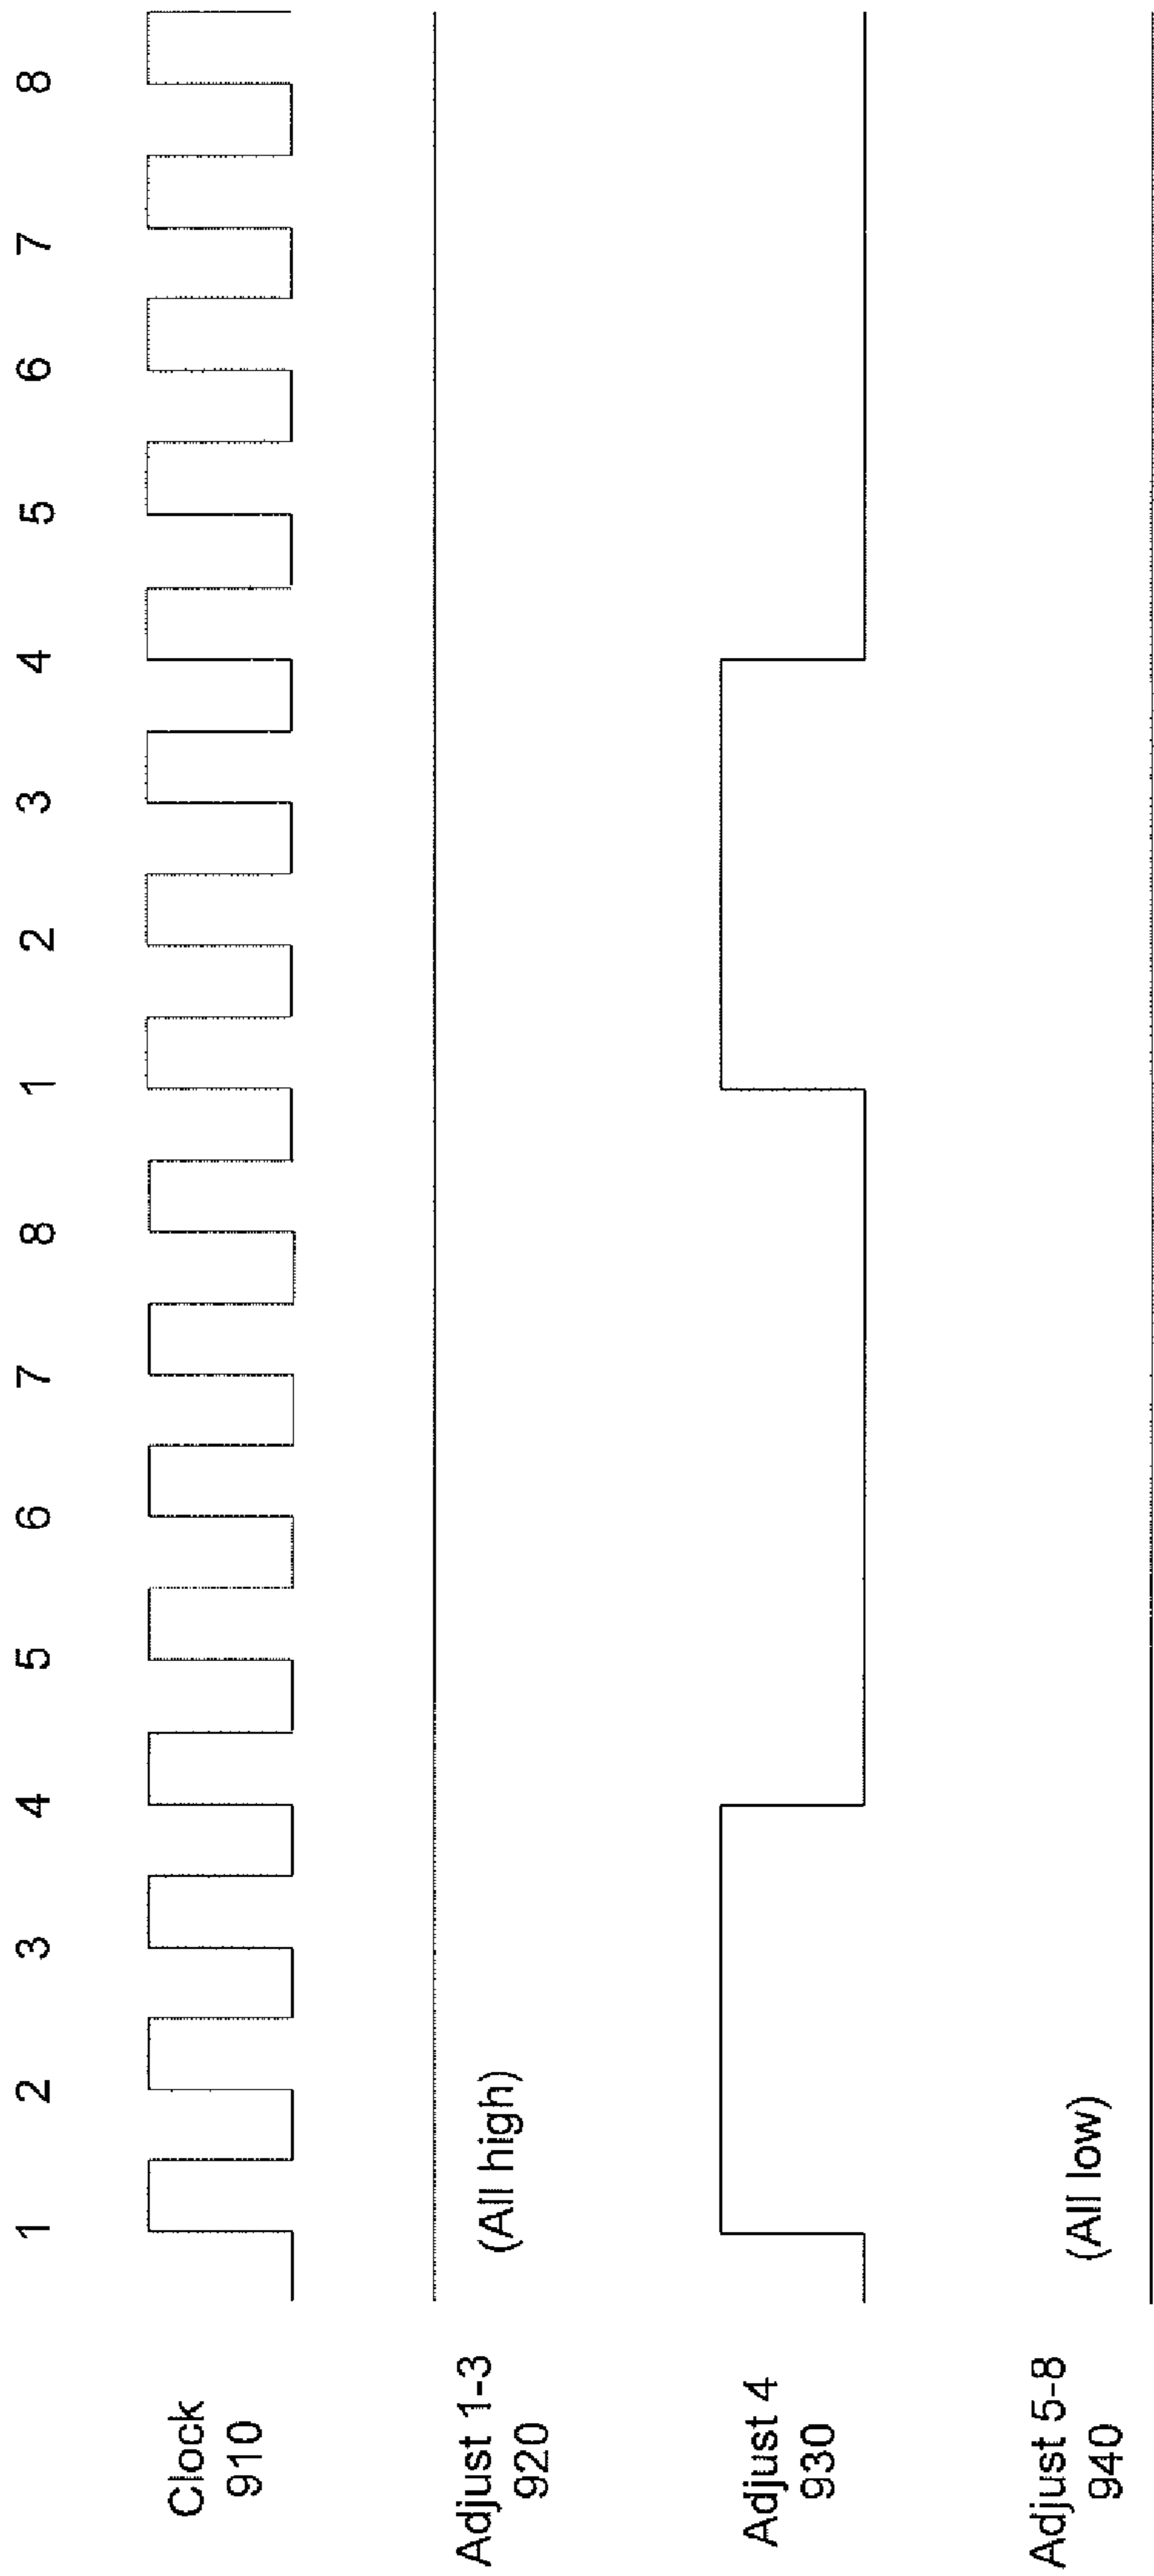 1 2 3 4 5 6 7 8 1 2 3 4 5 6 7 8
Clock
910
Adjust 1-3
920
(All high)
Adjust 4
930
Adjust 5-8
940
(All low)